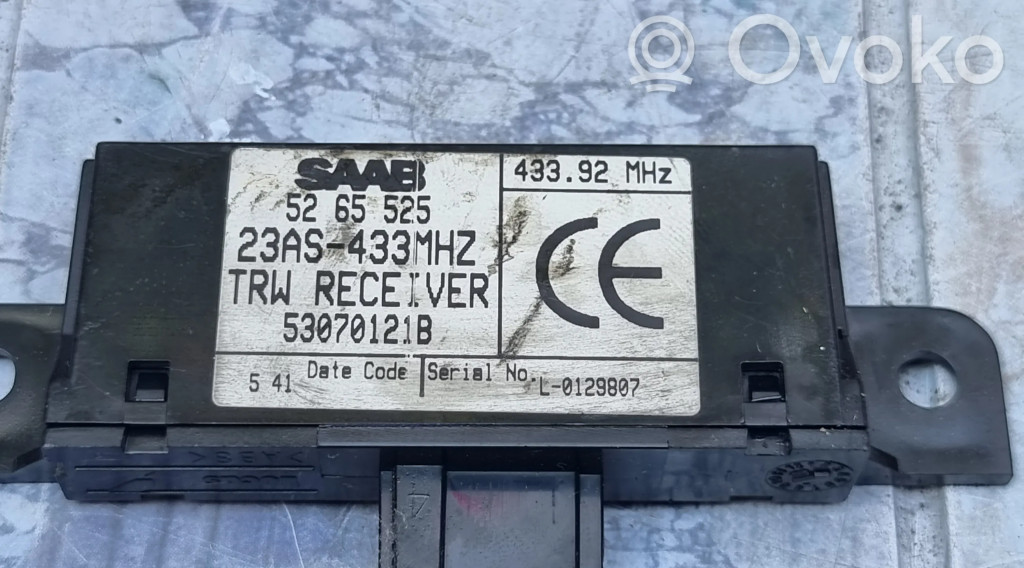 Ovoko
SAAB
433.92 MHz
52 65 525
23AS-433MHZ
TRW RECEIVER
53070121B
Date Code
5 41
Serial No.
L-0129807
4